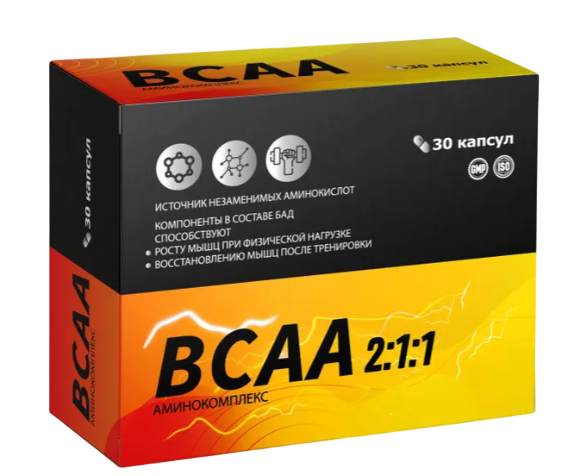 BCAA
АМИНОКОМПЛЕКС
30 капсул
30 капсул
30 капсул
GMP
ISO
ИСТОЧНИК НЕЗАМЕНИМЫХ АМИНОКИСЛОТ
КОМПОНЕНТЫ В СОСТАВЕ БАД
СПОСОБСТВУЮТ
• РОСТУ МЫШЦ ПРИ ФИЗИЧЕСКОЙ НАГРУЗКЕ
• ВОССТАНОВЛЕНИЮ МЫШЦ ПОСЛЕ ТРЕНИРОВКИ
BCAA
АМИНОКОМПЛЕКС
BCAA 2:1:1
АМИНОКОМПЛЕКС